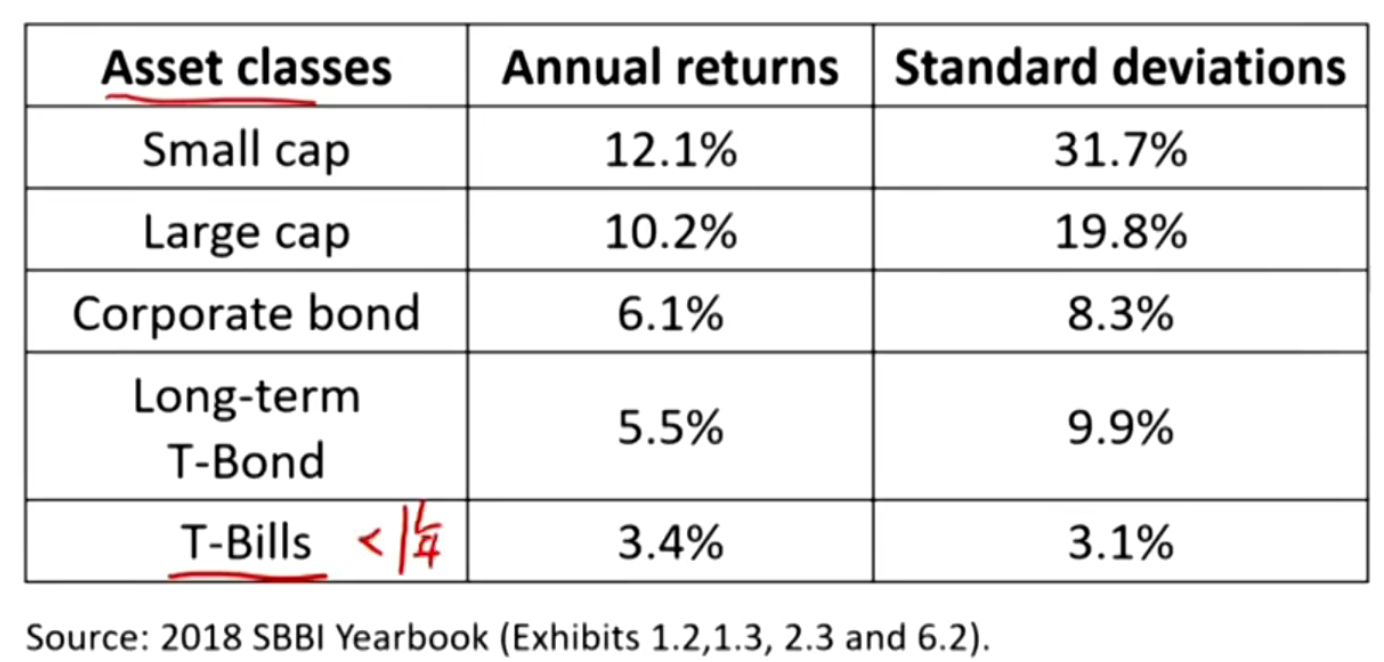 Asset classes Annual returns Standard deviations
Small cap 12.1% 31.7%
Large cap 10.2% 19.8%
Corporate bond 6.1% 8.3%
Long-term
T-Bond 5.5% 9.9%
T-Bills <1年 3.4% 3.1%
Source: 2018 SBBI Yearbook (Exhibits 1.2,1.3, 2.3 and 6.2).